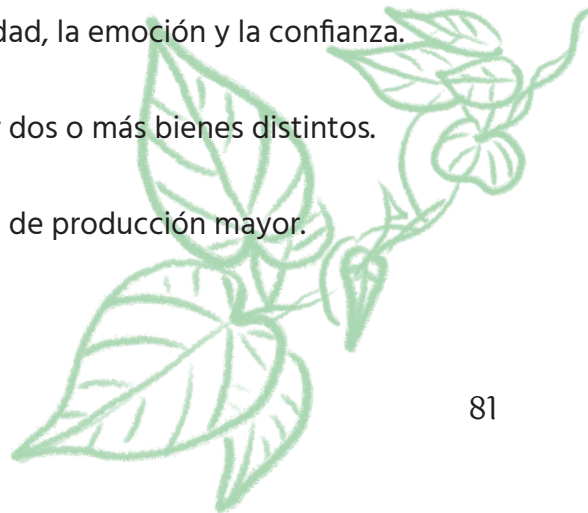 dad, la emoción y la confianza.
dos o más bienes distintos.
de producción mayor.
81